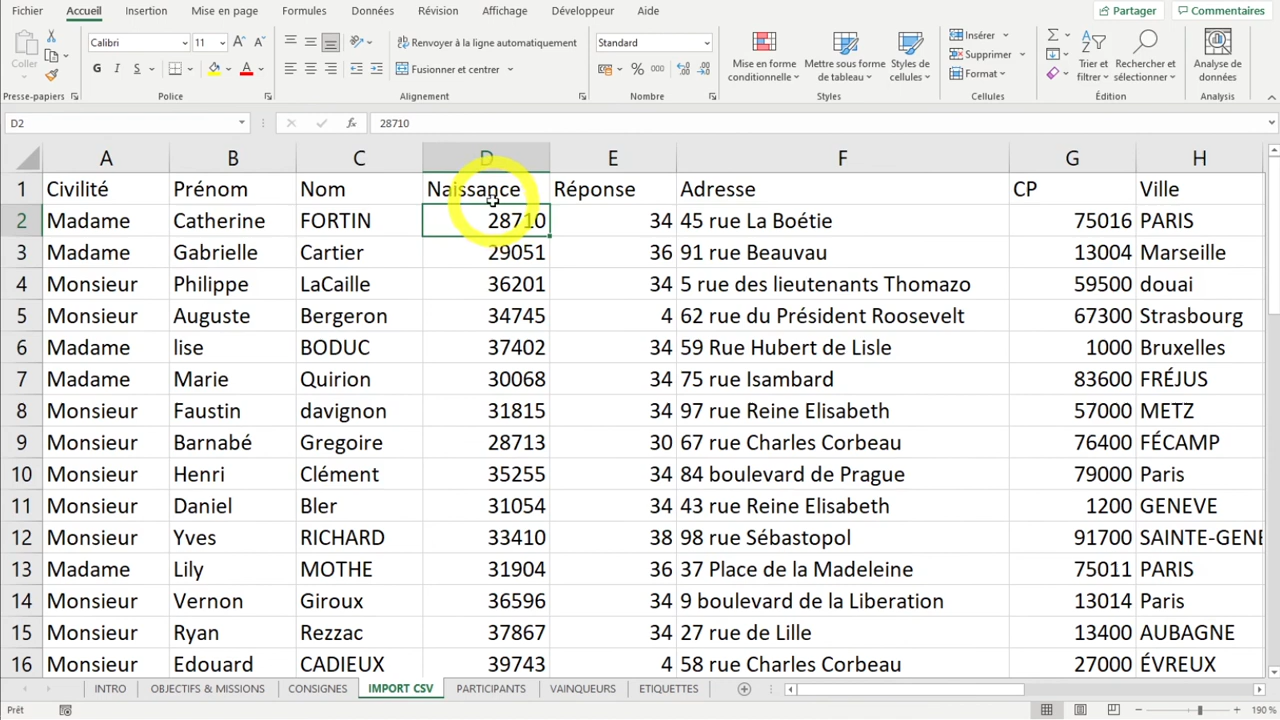 Fichier Accueil Insertion Mise en page Formules Données Révision Affichage Développeur Aide Partager Commentaires
Coller Calibri 11 A A Renvoyer à la ligne automatiquement Standard Insérer Σ
G I S A Fusionner et centrer % 000 Supprimer
Mise en forme conditionnelle Mettre sous forme de tableau Styles de cellules Format Trier et filtrer Rechercher et sélectionner Analyse de données
Presse-papiers Police Alignement Nombre Styles Cellules Édition Analyse
D2 fx 28710
A B C D E F G H
1 Civilité Prénom Nom Naissance Réponse Adresse CP Ville
2 Madame Catherine FORTIN 28710 34 45 rue La Boétie 75016 PARIS
3 Madame Gabrielle Cartier 29051 36 91 rue Beauvau 13004 Marseille
4 Monsieur Philippe LaCaille 36201 34 5 rue des lieutenants Thomazo 59500 douai
5 Monsieur Auguste Bergeron 34745 4 62 rue du Président Roosevelt 67300 Strasbourg
6 Madame lise BODUC 37402 34 59 Rue Hubert de Lisle 1000 Bruxelles
7 Madame Marie Quirion 30068 34 75 rue Isambard 83600 FRÉJUS
8 Monsieur Faustin davignon 31815 34 97 rue Reine Elisabeth 57000 METZ
9 Monsieur Barnabé Gregoire 28713 30 67 rue Charles Corbeau 76400 FÉCAMP
10 Monsieur Henri Clément 35255 34 84 boulevard de Prague 79000 Paris
11 Monsieur Daniel Bler 31054 34 43 rue Reine Elisabeth 1200 GENEVE
12 Monsieur Yves RICHARD 33410 38 98 rue Sébastopol 91700 SAINTE-GENE
13 Madame Lily MOTHE 31904 36 37 Place de la Madeleine 75011 PARIS
14 Monsieur Vernon Giroux 36596 34 9 boulevard de la Liberation 13014 Paris
15 Monsieur Ryan Rezzac 37867 34 27 rue de Lille 13400 AUBAGNE
16 Monsieur Edouard CADIEUX 39743 4 58 rue Charles Corbeau 27000 ÉVREUX
INTRO OBJECTIFS & MISSIONS CONSIGNES IMPORT CSV PARTICIPANTS VAINQUEURS ETIQUETTES
Prêt 190 %